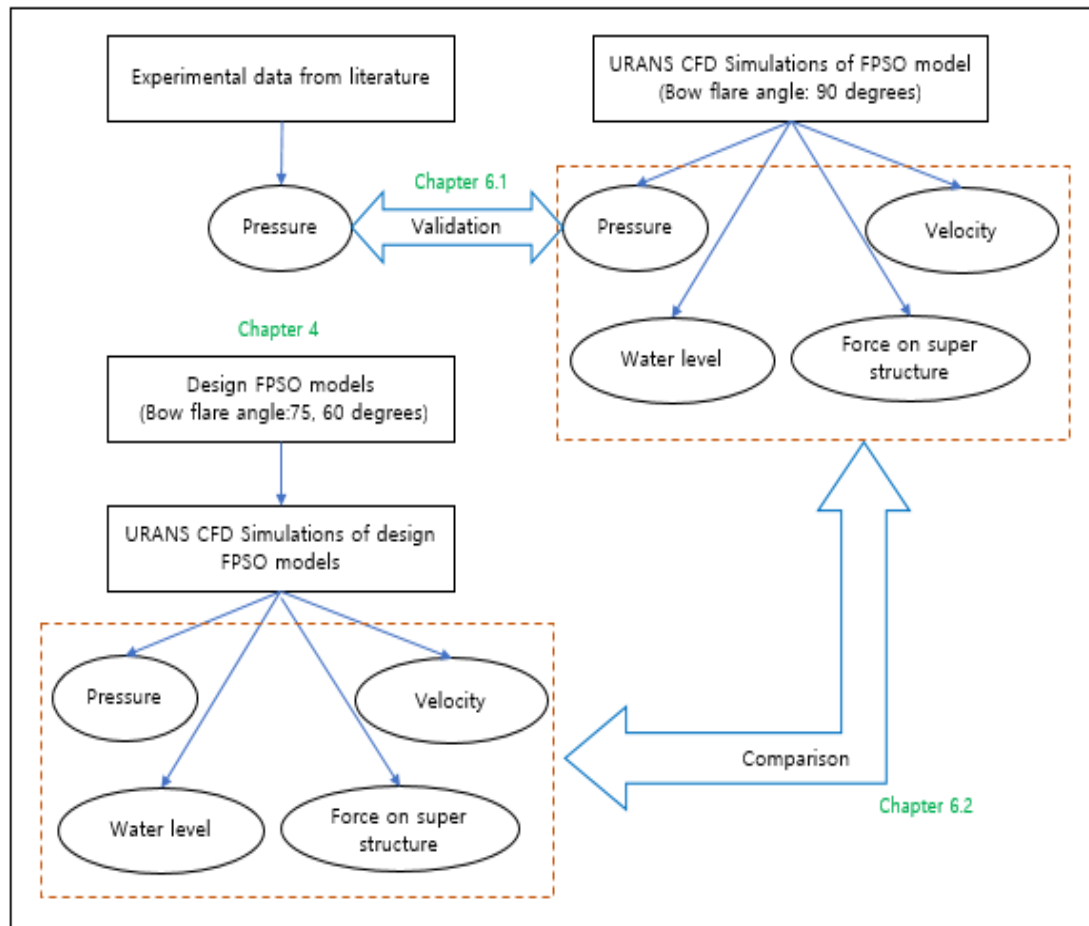 Experimental data from literature
URANS CFD Simulations of FPSO model
(Bow flare angle: 90 degrees)
Chapter 6.1
Pressure
Validation
Pressure
Velocity
Water level
Force on super
structure
Chapter 4
Design FPSO models
(Bow flare angle:75, 60 degrees)
URANS CFD Simulations of design
FPSO models
Pressure
Velocity
Water level
Force on super
structure
Comparison
Chapter 6.2